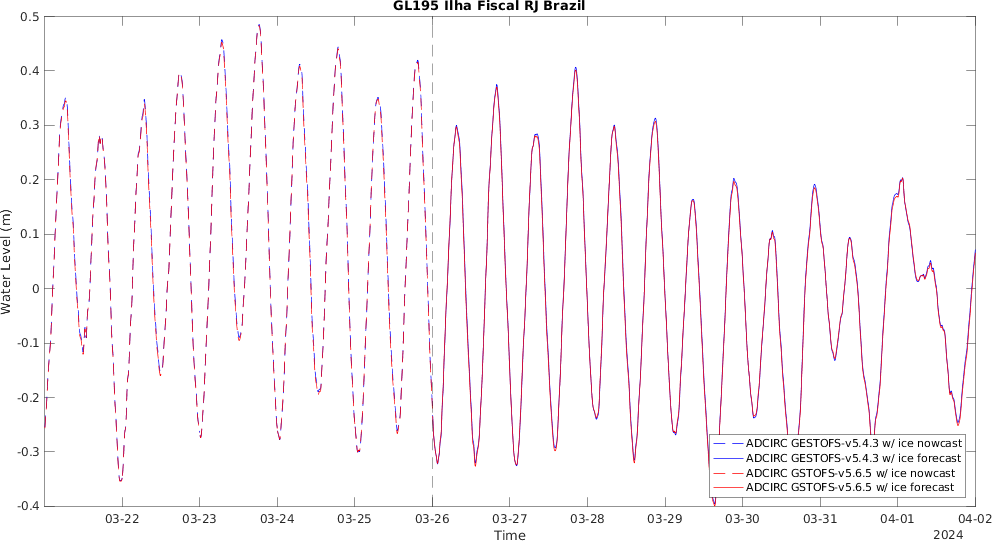 GL195 Ilha Fiscal RJ Brazil
0.5
0.4
0.3
0.2
0.1
0
-0.1
-0.2
-0.3
-0.4
Water Level (m)
ADCIRC GESTOFS-v5.4.3 w/ ice nowcast
ADCIRC GESTOFS-v5.4.3 w/ ice forecast
ADCIRC GSTOFS-v5.6.5 w/ ice nowcast
ADCIRC GSTOFS-v5.6.5 w/ ice forecast
03-22 03-23 03-24 03-25 03-26 03-27 03-28 03-29 03-30 03-31 04-01 04-02
Time
2024